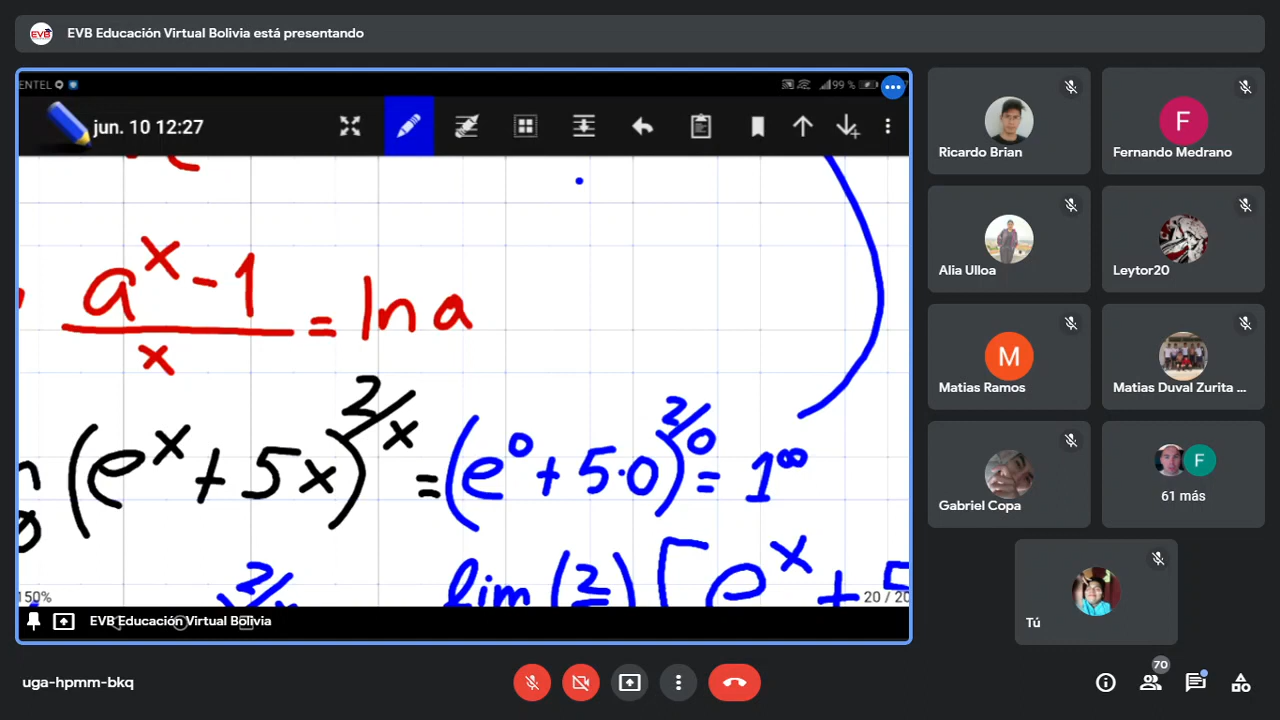 EVB Educación Virtual Bolivia está presentando
ENTEL
99 %
jun. 10 12:27
a^x - 1
= ln a
x
(e^x + 5x)^2/x = (e^0 + 5·0)^2/0 = 1^∞
lim (2/
[e^x + 5
150%
20 / 20
EVB Educación Virtual Bolivia
Ricardo Brian
F
Fernando Medrano
Alia Ulloa
Leytor20
M
Matias Ramos
Matias Duval Zurita ...
Gabriel Copa
F
61 más
Tú
uga-hpmm-bkq
70